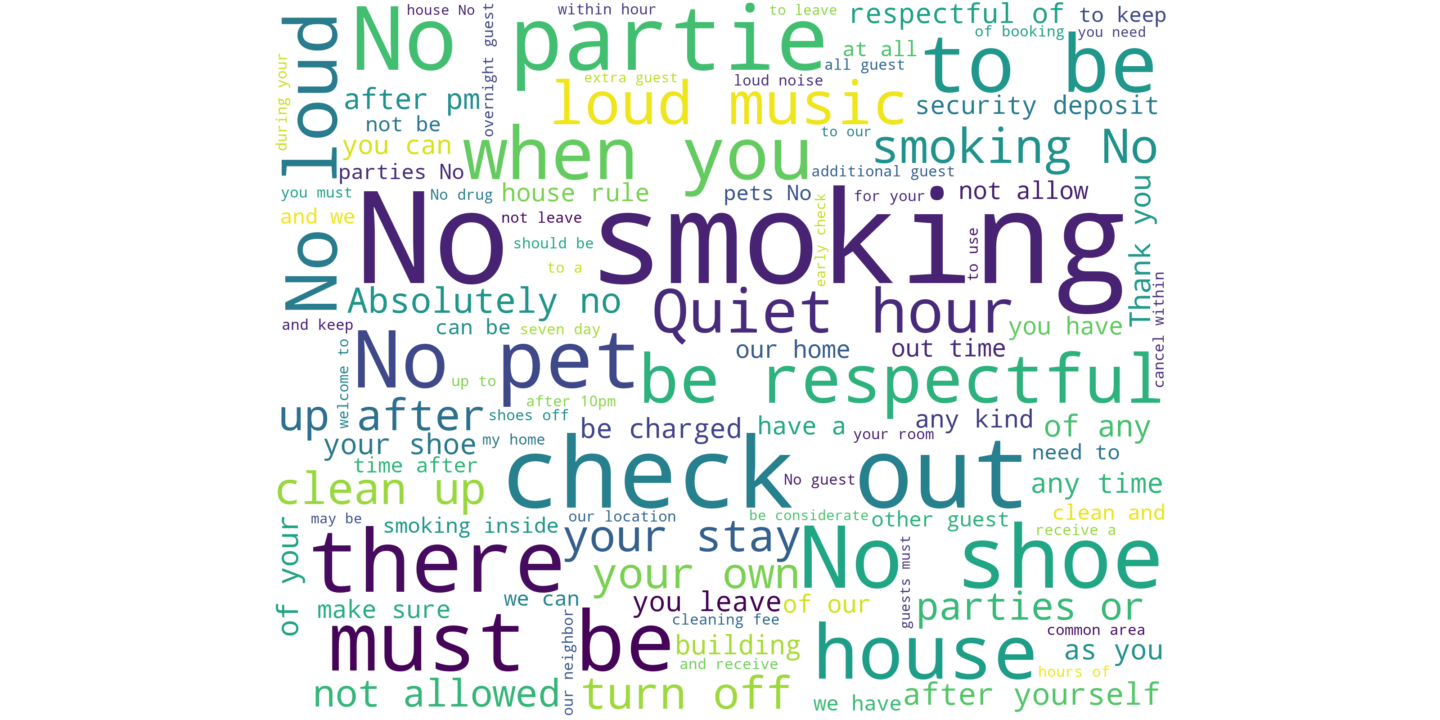 house No
within hour
to leave
respectful of
to keep
No partie
of booking
you need
No loud
overnight guest
at all
to be
all guest
during your
extra guest
loud noise
after pm
loud music
security deposit
not be
to our
you can
when you
smoking No
parties No
additional guest
you must
No drug
house rule
pets No
early check
for your
not allow
Thank you
and we
not leave
No smoking
should be
to use
to a
Absolutely no
Quiet hour
cancel within
and keep
can be
seven day
you have
welcome to
No pet
our home
out time
up to
be respectful
after 10pm
up after
shoes off
be charged
have a
any kind
of any
your shoe
my home
your room
time after
check out
need to
clean up
No guest
any time
of your
may be
smoking inside
our location
be considerate
other guest
clean and
there
your stay
No shoe
receive a
your own
guests must
make sure
we can
you leave
of our
parties or
must be
our neighbor
cleaning fee
building
house
common area
as you
and receive
hours of
not allowed
turn off
we have
after yourself